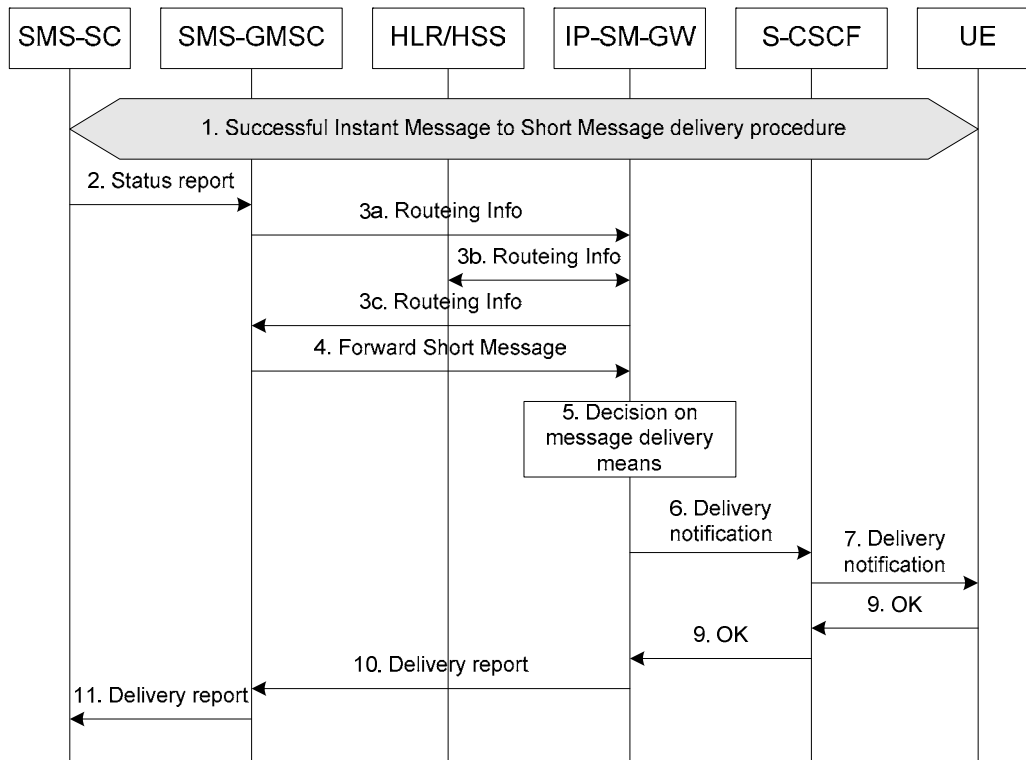 SMS-SC
SMS-GMSC
HLR/HSS
IP-SM-GW
S-CSCF
UE
1. Successful Instant Message to Short Message delivery procedure
2. Status report
3a. Routeing Info
3b. Routeing Info
3c. Routeing Info
4. Forward Short Message
5. Decision on
message delivery
means
6. Delivery
notification
7. Delivery
notification
9. OK
9. OK
10. Delivery report
11. Delivery report